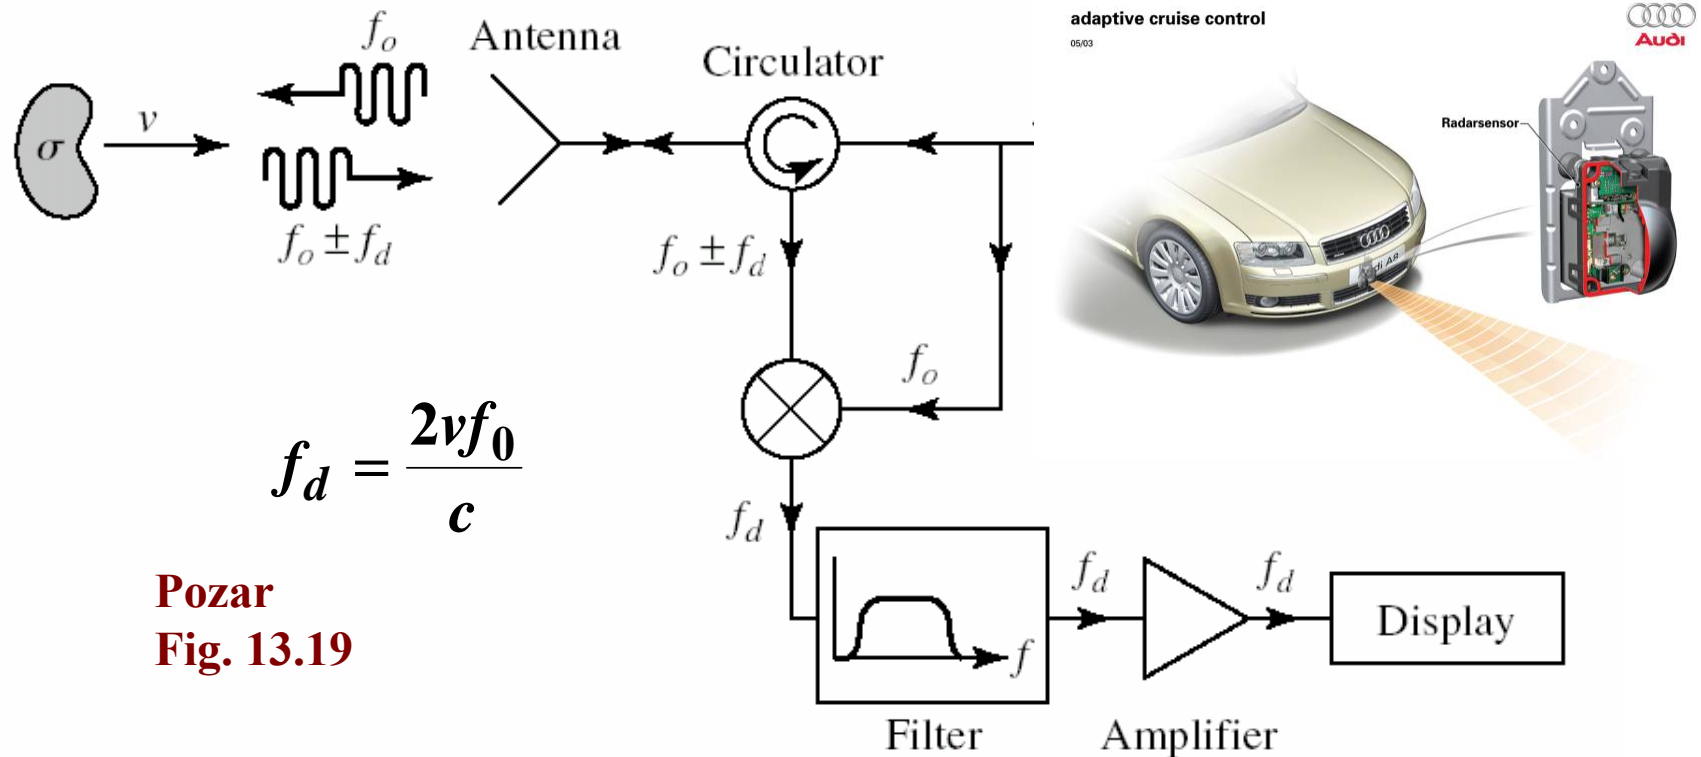 f_o
Antenna
Circulator
adaptive cruise control
05/03
Audi
Radarsensor
σ
v
f_o ± f_d
f_o ± f_d
f_o
f_d = 2vf_0 / c
f_d
f_d
f_d
Pozar
Fig. 13.19
f
Display
Filter
Amplifier